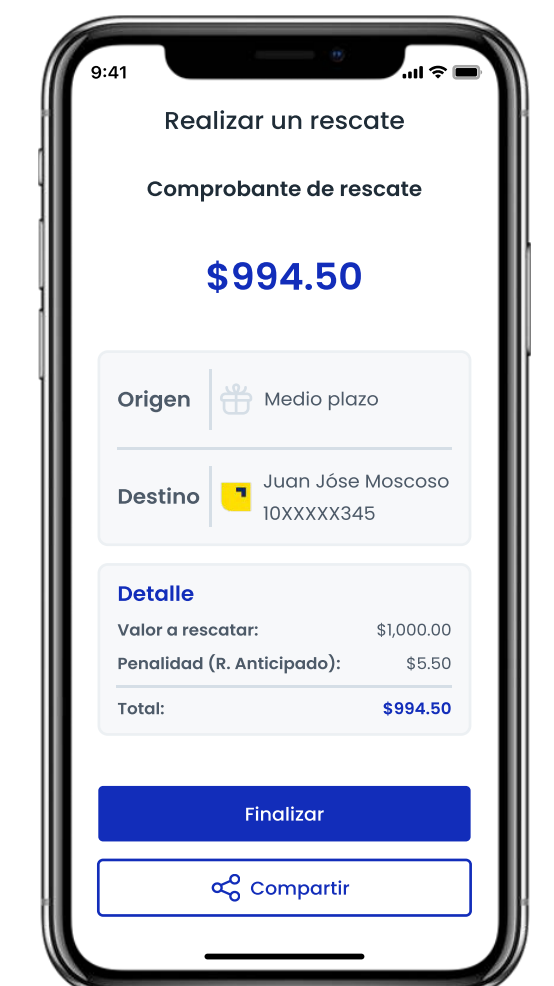 9:41
Realizar un rescate
Comprobante de rescate
$994.50
Origen
Medio plazo
Destino
Juan Jóse Moscoso
10XXXXX345
Detalle
Valor a rescatar: $1,000.00
Penalidad (R. Anticipado): $5.50
Total: $994.50
Finalizar
Compartir